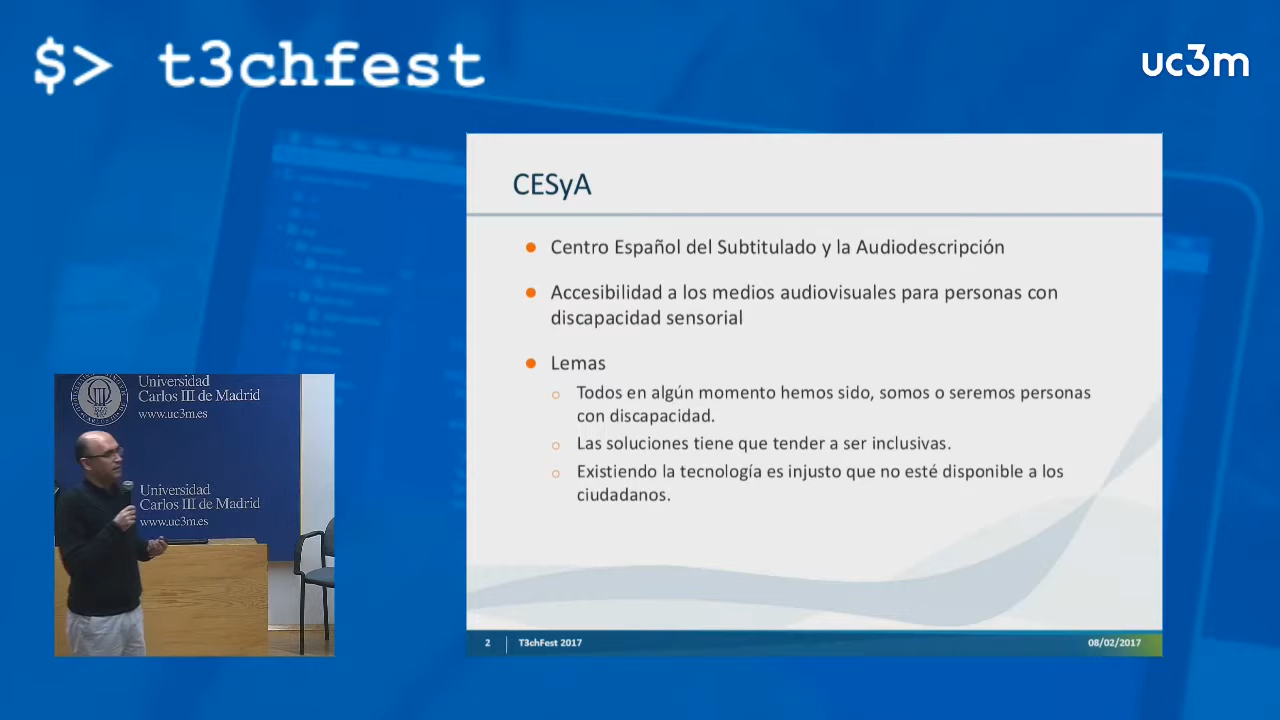 $> t3chfest
uc3m
CESyA
Centro Español del Subtitulado y la Audiodescripción
Accesibilidad a los medios audiovisuales para personas con
discapacidad sensorial
Lemas
Todos en algún momento hemos sido, somos o seremos personas
con discapacidad.
Las soluciones tiene que tender a ser inclusivas.
Existiendo la tecnología es injusto que no esté disponible a los
ciudadanos.
2 T3chFest 2017 08/02/2017
Universidad
Carlos III de Madrid
www.uc3m.es
Universidad
Carlos III de Madrid
www.uc3m.es